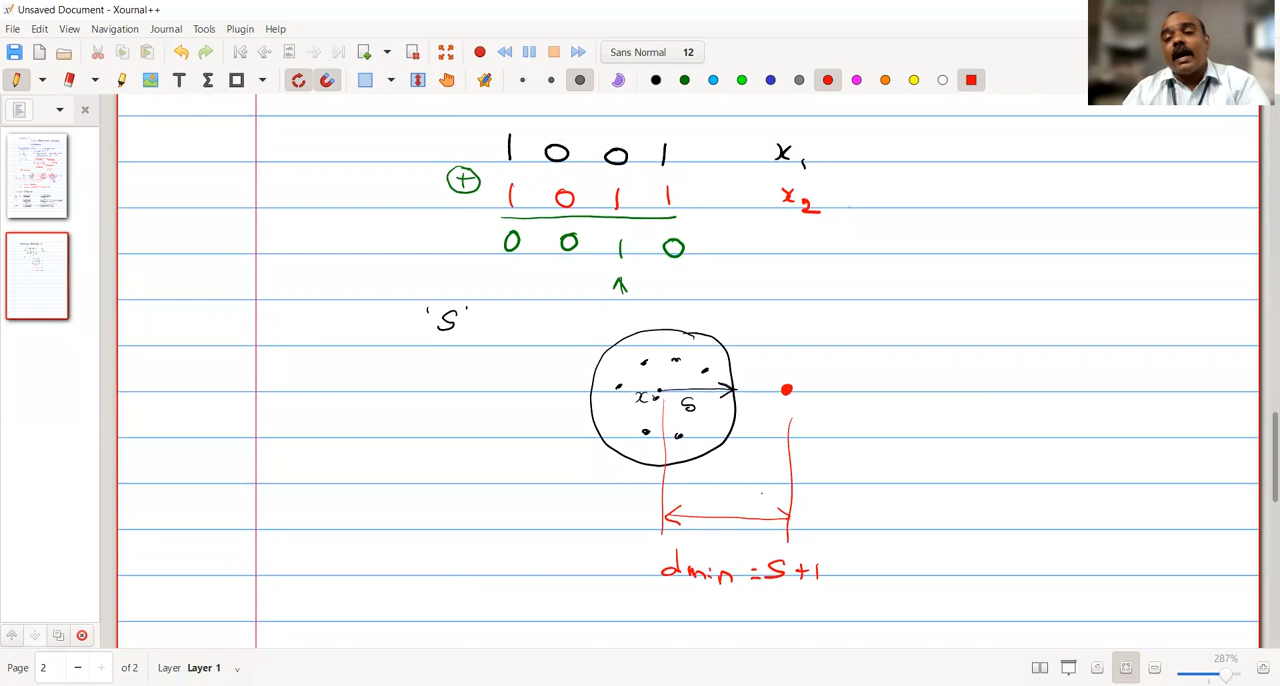 Unsaved Document - Xournal++
File Edit View Navigation Journal Tools Plugin Help
Sans Normal 12
1 0 0 1 x1
+ 1 0 1 1 x2
0 0 1 0
'S'
x S
dmin = S+1
Page 2 of 2 Layer Layer 1 287%